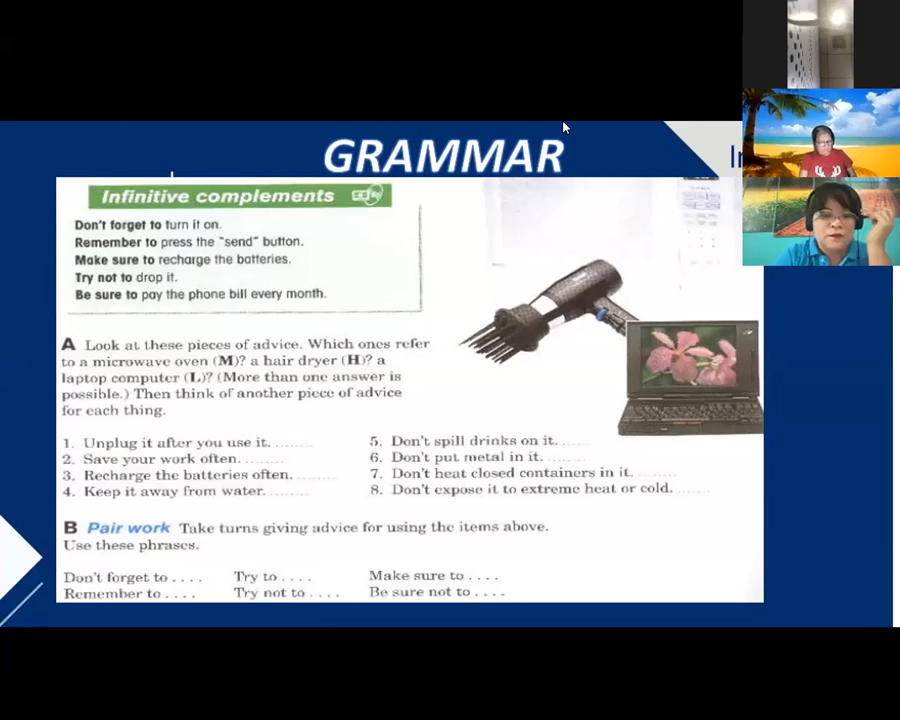 GRAMMAR
Infinitive complements
Don't forget to turn it on.
Remember to press the "send" button.
Make sure to recharge the batteries.
Try not to drop it.
Be sure to pay the phone bill every month.
A Look at these pieces of advice. Which ones refer
to a microwave oven (M)? a hair dryer (H)? a
laptop computer (L)? (More than one answer is
possible.) Then think of another piece of advice
for each thing.
1. Unplug it after you use it. ........
2. Save your work often. ........
3. Recharge the batteries often. ........
4. Keep it away from water. ........
5. Don't spill drinks on it. ........
6. Don't put metal in it. ........
7. Don't heat closed containers in it. ........
8. Don't expose it to extreme heat or cold. ........
B Pair work Take turns giving advice for using the items above.
Use these phrases.
Don't forget to . . . . Try to . . . . Make sure to . . . .
Remember to . . . . Try not to . . . . Be sure not to . . . .